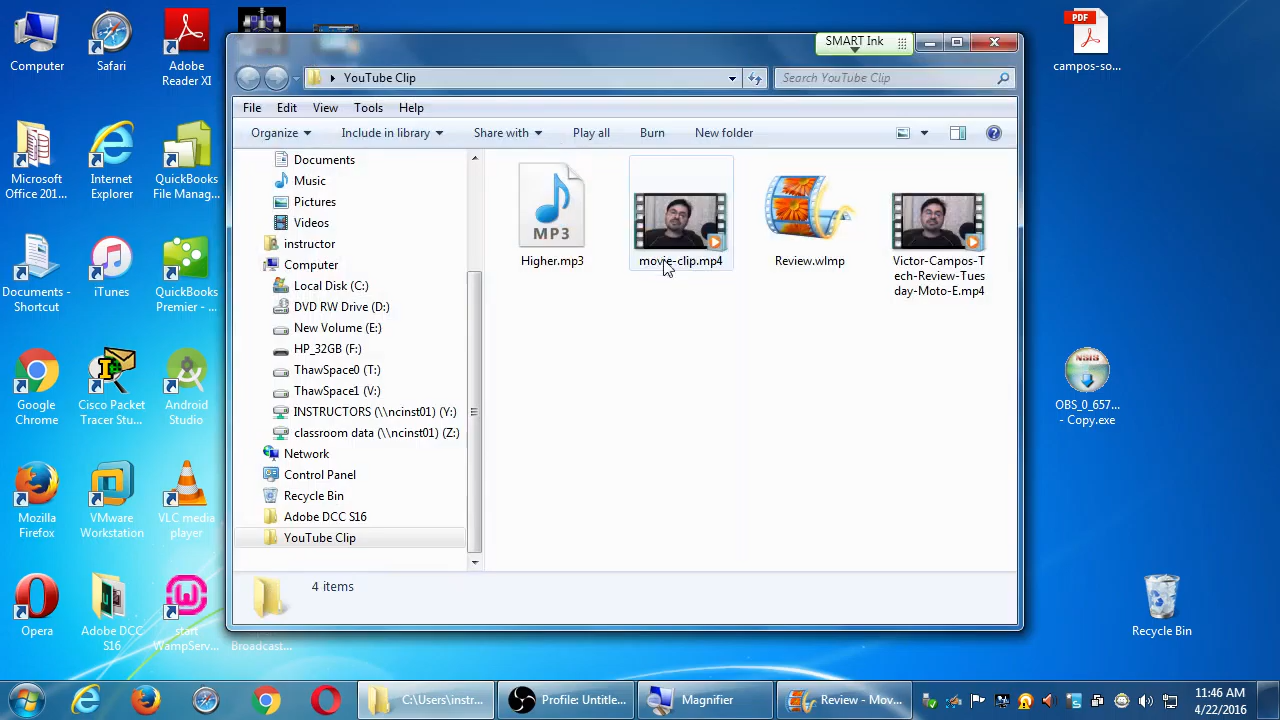 Computer
Safari
Adobe
Reader XI
Microsoft
Office 201...
Internet
Explorer
QuickBooks
File Manag...
Documents -
Shortcut
iTunes
QuickBooks
Premier - ...
Google
Chrome
Cisco Packet
Tracer Stu...
Android
Studio
Mozilla
Firefox
VMware
Workstation
VLC media
player
Opera
Adobe DCC
S16
start
WampServ...
Broadcast...
SMART Ink
YouTube Clip
Search YouTube Clip
File Edit View Tools Help
Organize Include in library Share with Play all Burn New folder
Documents
Music
Pictures
Videos
instructor
Computer
Local Disk (C:)
DVD RW Drive (D:)
New Volume (E:)
HP_32GB (F:)
ThawSpace0 (T:)
ThawSpace1 (V:)
INSTRUCTORS (\\ncinst01) (Y:)
classroom data (\\ncinst01) (Z:)
Network
Control Panel
Recycle Bin
Adobe DCC S16
YouTube Clip
MP3
Higher.mp3
movie-clip.mp4
Review.wlmp
Victor-Campos-T
ech-Review-Tues
day-Moto-E.mp4
4 items
PDF
campos-so...
NSIS
OBS_0_657...
- Copy.exe
Recycle Bin
C:\Users\instr...
Profile: Untitle...
Magnifier
Review - Mov...
11:46 AM
4/22/2016